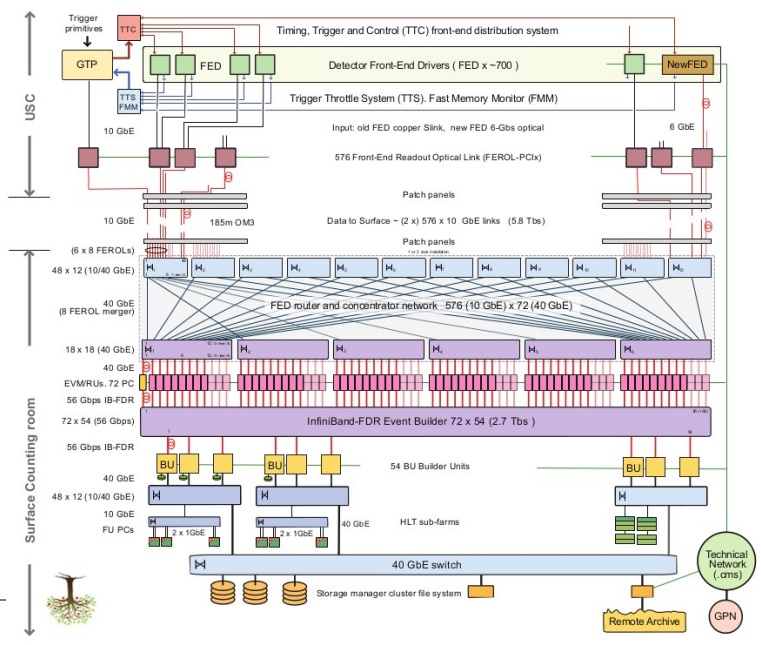 Trigger
primitives
TTC
Timing, Trigger and Control (TTC) front-end distribution system
GTP
FED
Detector Front-End Drivers ( FED x ~700 )
NewFED
TTS
FMM
Trigger Throttle System (TTS). Fast Memory Monitor (FMM)
USC
10 GbE
Input: old FED copper Slink, new FED 6-Gbs optical
6 GbE
576 Front-End Readout Optical Link (FEROL-PCIx)
Patch panels
10 GbE
185m OM3
Data to Surface ~ (2 x) 576 x 10 GbE links (5.8 Tbs)
Patch panels
(6 x 8 FEROLs)
48 x 12 (10/40 GbE)
40 GbE
(8 FEROL merger)
FED router and concentrator network 576 (10 GbE) x 72 (40 GbE)
18 x 18 (40 GbE)
40 GbE
EVM/RUs. 72 PC
56 Gbps IB-FDR
72 x 54 (56 Gbps)
InfiniBand-FDR Event Builder 72 x 54 (2.7 Tbs )
56 Gbps IB-FDR
BU
BU
54 BU Builder Units
BU
40 GbE
48 x 12 (10/40 GbE)
10 GbE
FU PCs
2 x 1GbE
2 x 1GbE
40 GbE
HLT sub-farms
Surface Counting room
40 GbE switch
Technical
Network
(.cms)
Storage manager cluster file system
Remote Archive
GPN